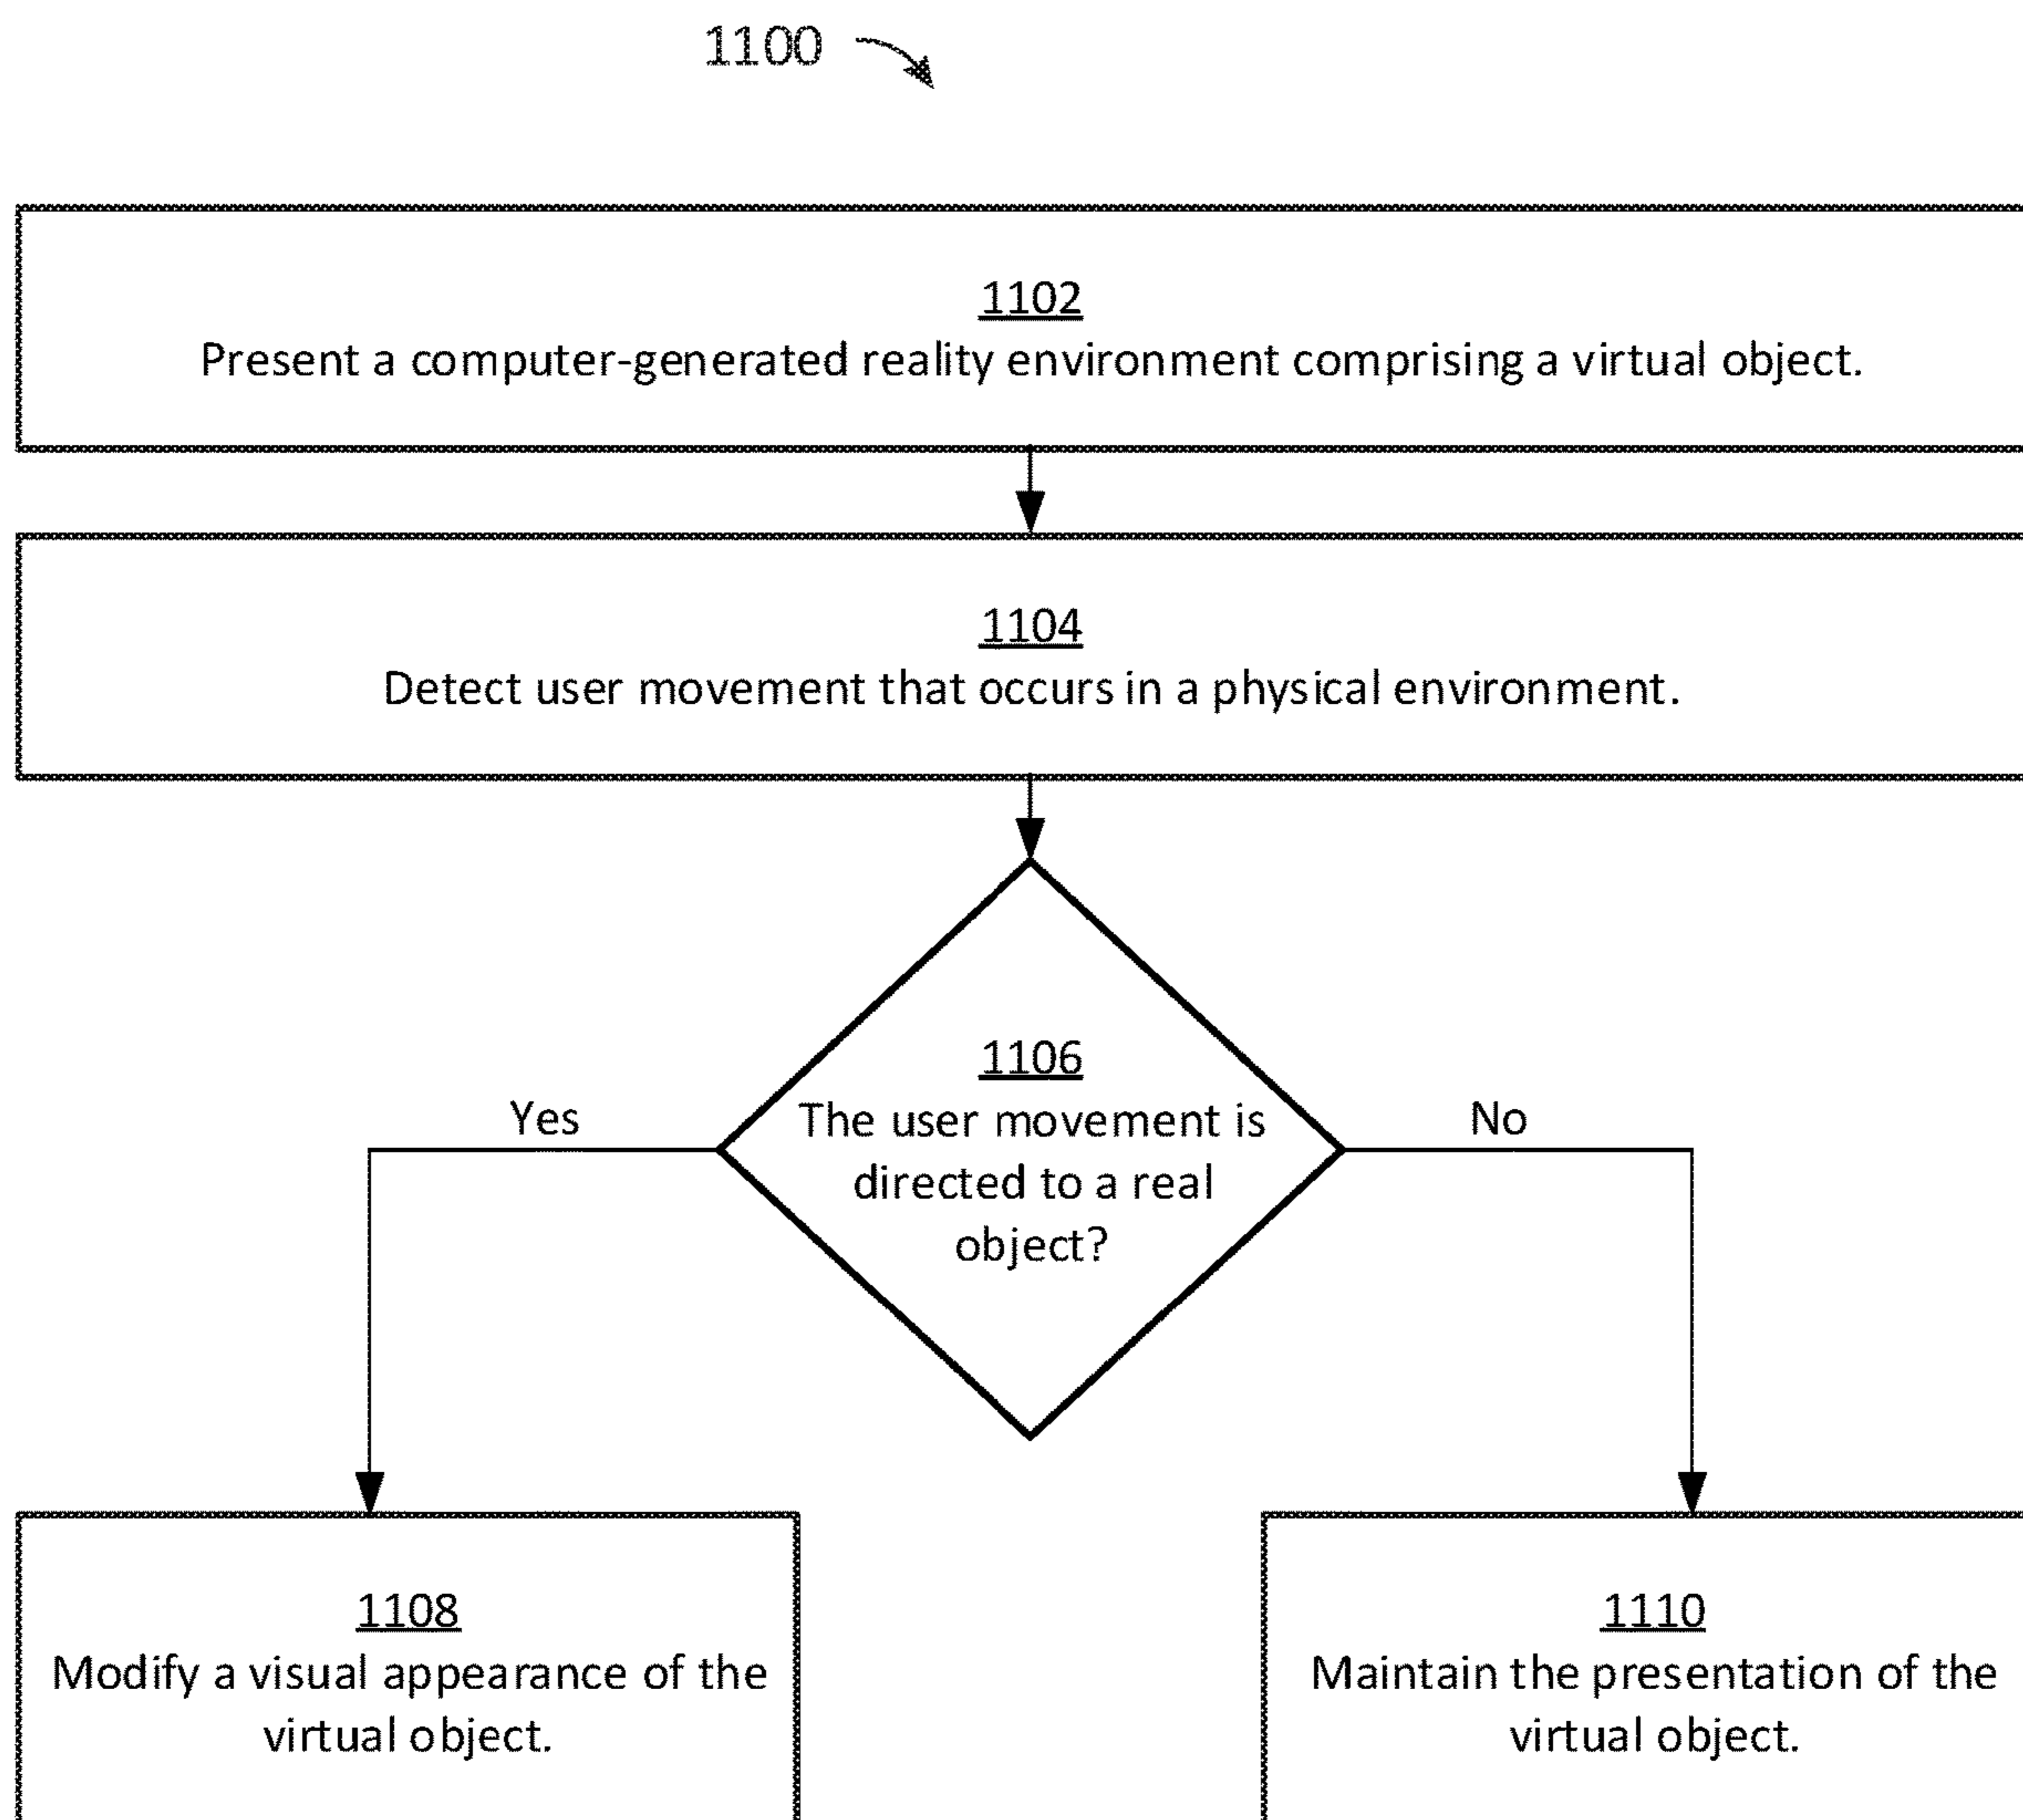 1100
1102
Present a computer-generated reality environment comprising a virtual object.
1104
Detect user movement that occurs in a physical environment.
1106
The user movement is
directed to a real
object?
Yes
No
1108
Modify a visual appearance of the
virtual object.
1110
Maintain the presentation of the
virtual object.